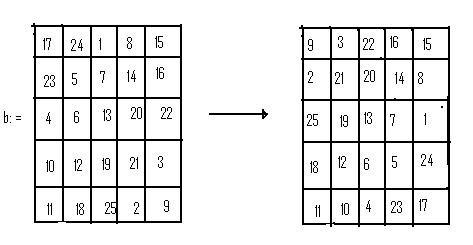 17 24 1 8 15 9 3 22 16 15
23 5 7 14 16 2 21 20 14 8
b: = 4 6 13 20 22 25 19 13 7 1
10 12 19 21 3 18 12 6 5 24
11 18 25 2 9 11 10 4 23 17